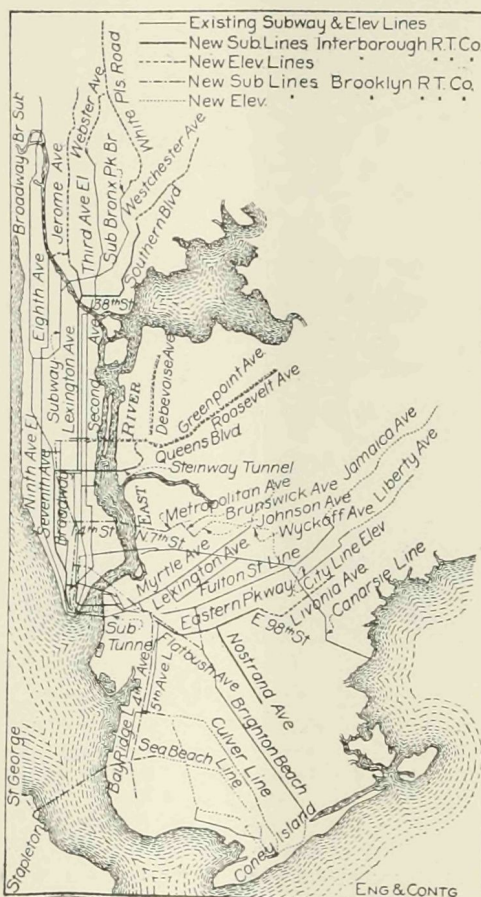 Existing Subway & Elev Lines
New Sub. Lines Interborough R.T. Co.
New Elev. Lines " " "
New Sub Lines Brooklyn R.T. Co.
New Elev. " " " "
Broadway Br Sub
Jerome Ave
Webster Ave
White Pls Road
Third Ave El
Sub Bronx Pk Br
Westchester Ave
Southern Blvd
138th St
Eighth Ave
Subway
Lexington Ave
Second Ave
Ninth Ave El
Seventh Ave
Broadway
EAST RIVER
Debevoise Ave
Greenpoint Ave.
Roosevelt Ave
Queens Blvd
Steinway Tunnel
14th St
N 7th St
Metropolitan Ave
Brunswick Ave
Jamaica Ave
Johnson Ave
Wyckoff Ave
Liberty Ave
Myrtle Ave
Lexington Ave
Fulton St Line
Eastern Pkway
City Line Elev
Livonia Ave
Canarsie Line
E 98th St
Sub Tunnel
Flatbush Ave
Nostrand Ave
4th Ave
5th Ave L
Bay Ridge L
Brighton Beach
Culver Line
Sea Beach Line
Coney Island
St George
Stapleton
ENG & CONTG